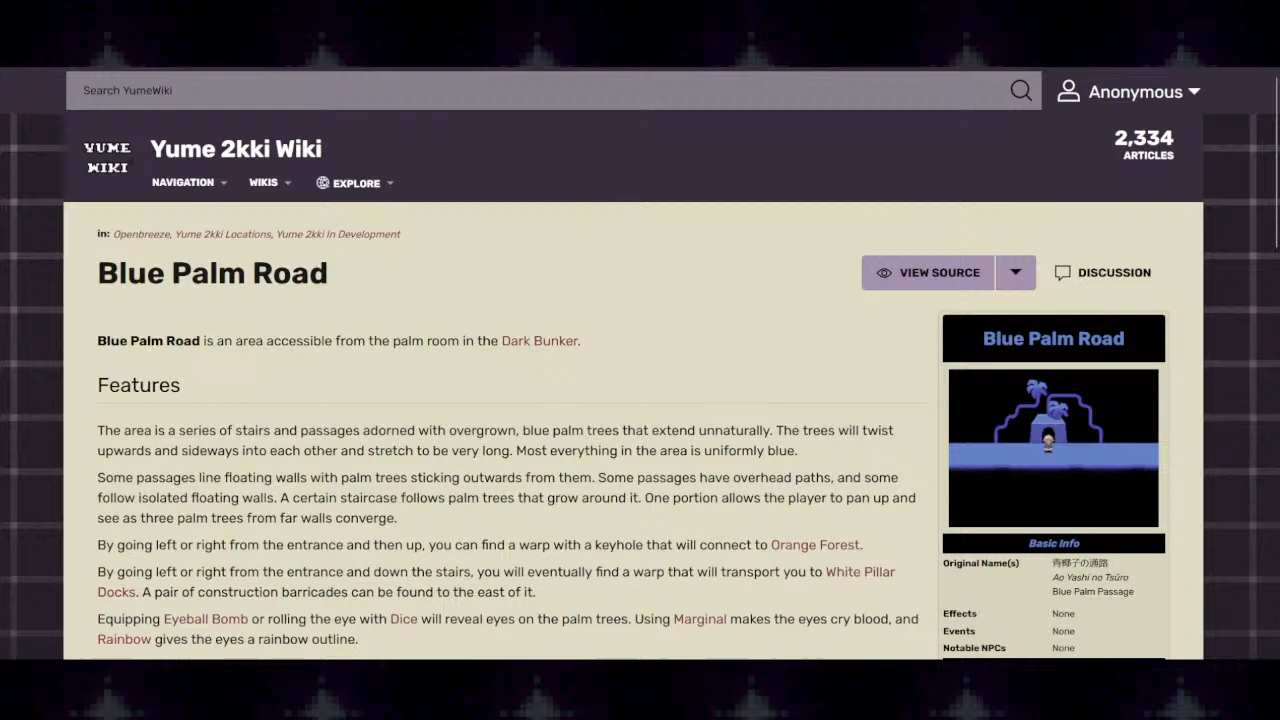 Search YumeWiki
Anonymous
YUME
WIKI
Yume 2kki Wiki
2,334
ARTICLES
NAVIGATION WIKIS EXPLORE
in: Openbreeze, Yume 2kki Locations, Yume 2kki In Development
Blue Palm Road
VIEW SOURCE
DISCUSSION
Blue Palm Road is an area accessible from the palm room in the Dark Bunker.
Features
The area is a series of stairs and passages adorned with overgrown, blue palm trees that extend unnaturally. The trees will twist
upwards and sideways into each other and stretch to be very long. Most everything in the area is uniformly blue.
Some passages line floating walls with palm trees sticking outwards from them. Some passages have overhead paths, and some
follow isolated floating walls. A certain staircase follows palm trees that grow around it. One portion allows the player to pan up and
see as three palm trees from far walls converge.
By going left or right from the entrance and then up, you can find a warp with a keyhole that will connect to Orange Forest.
By going left or right from the entrance and down the stairs, you will eventually find a warp that will transport you to White Pillar
Docks. A pair of construction barricades can be found to the east of it.
Equipping Eyeball Bomb or rolling the eye with Dice will reveal eyes on the palm trees. Using Marginal makes the eyes cry blood, and
Rainbow gives the eyes a rainbow outline.
Blue Palm Road
Basic Info
Original Name(s) 青椰子の通路
Ao Yashi no Tsūro
Blue Palm Passage
Effects None
Events None
Notable NPCs None